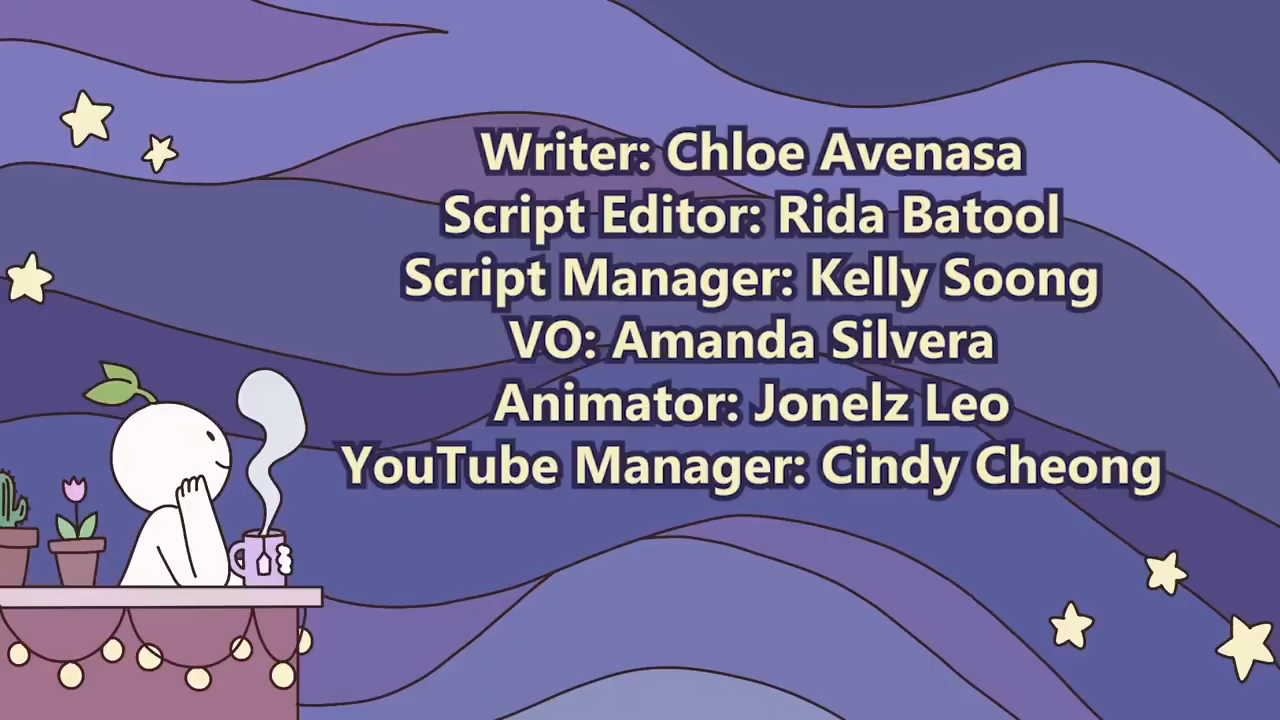 Writer: Chloe Avenasa
Script Editor: Rida Batool
Script Manager: Kelly Soong
VO: Amanda Silvera
Animator: Jonelz Leo
YouTube Manager: Cindy Cheong